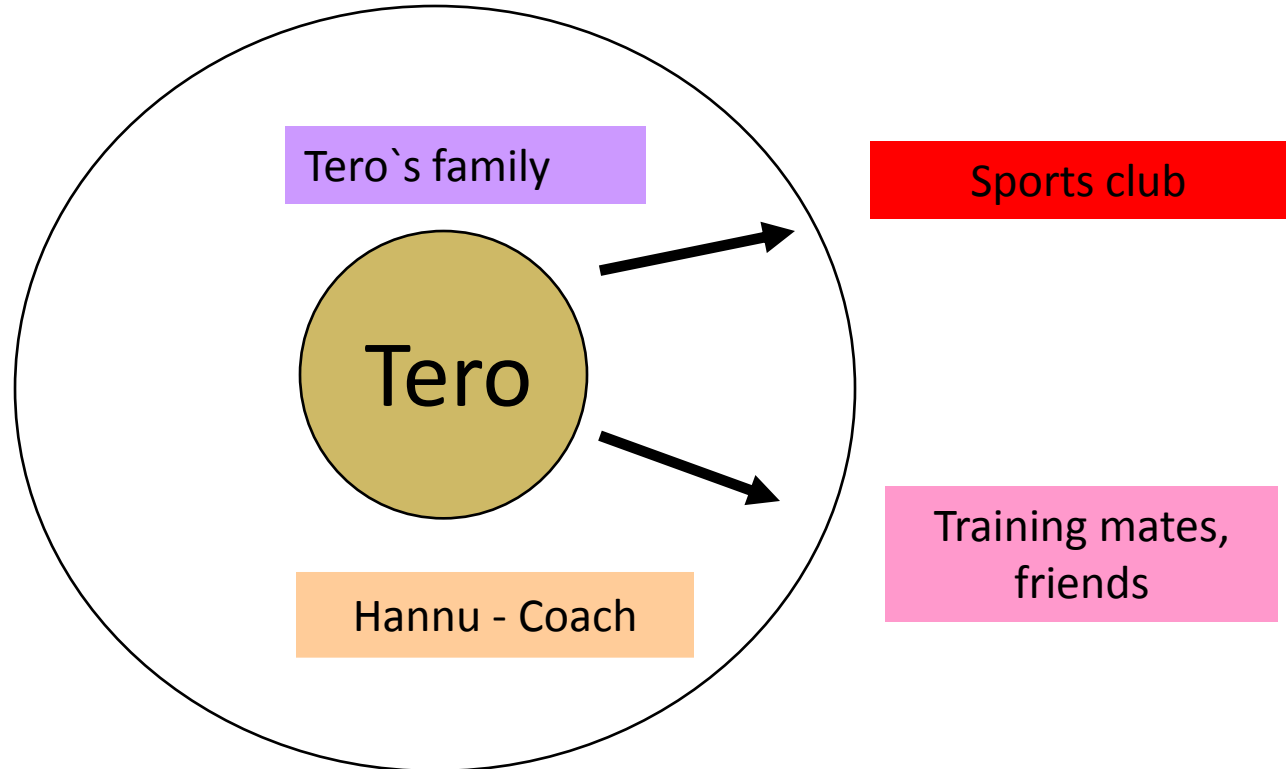 Tero`s family
Sports club
Tero
Training mates,
friends
Hannu - Coach